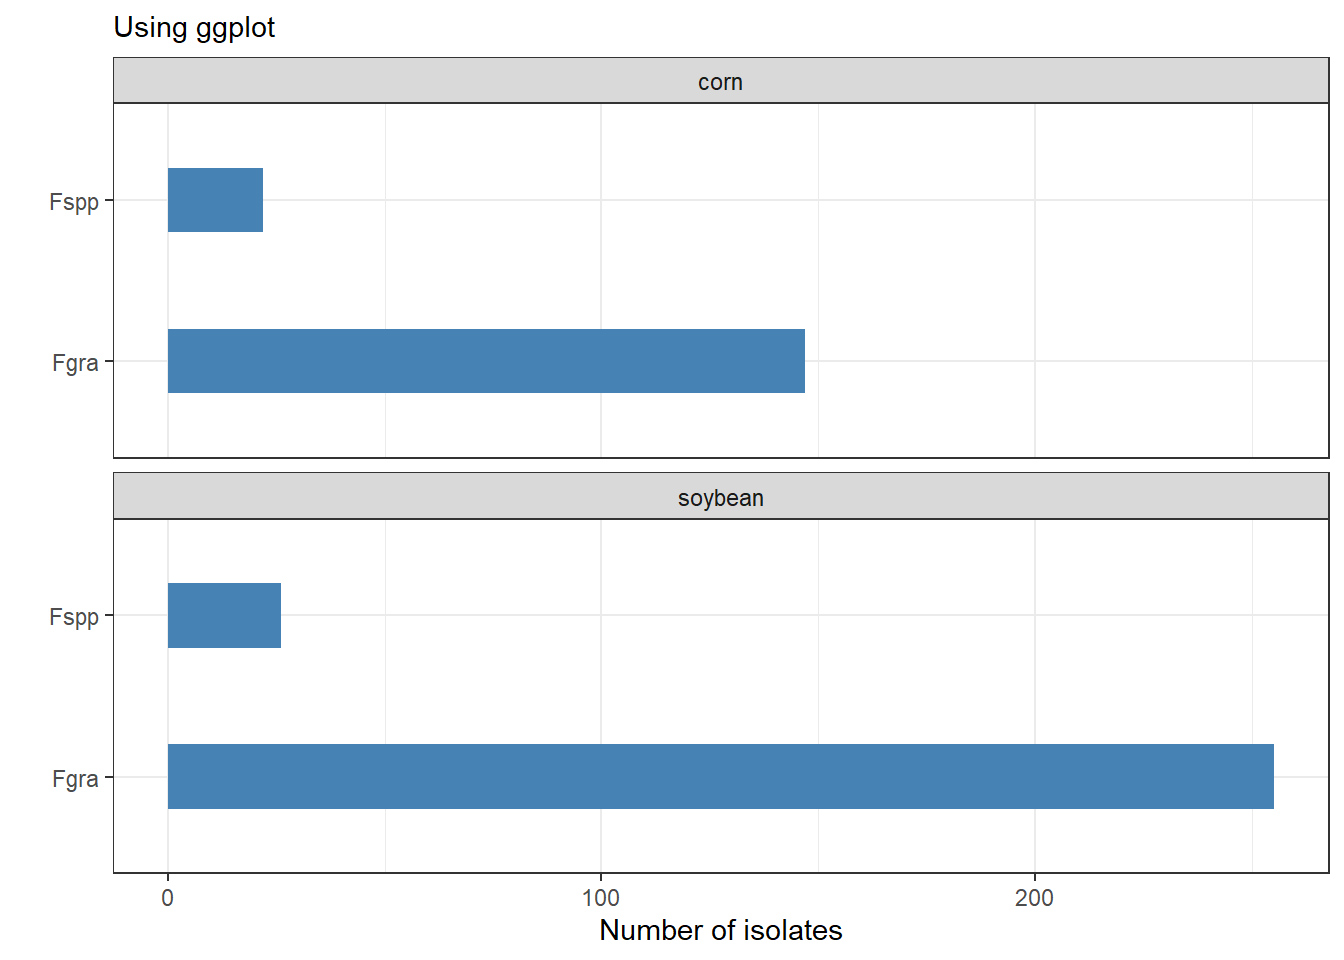 Using ggplot
corn
Fspp
Fgra
soybean
Fspp
Fgra
0 100 200
Number of isolates